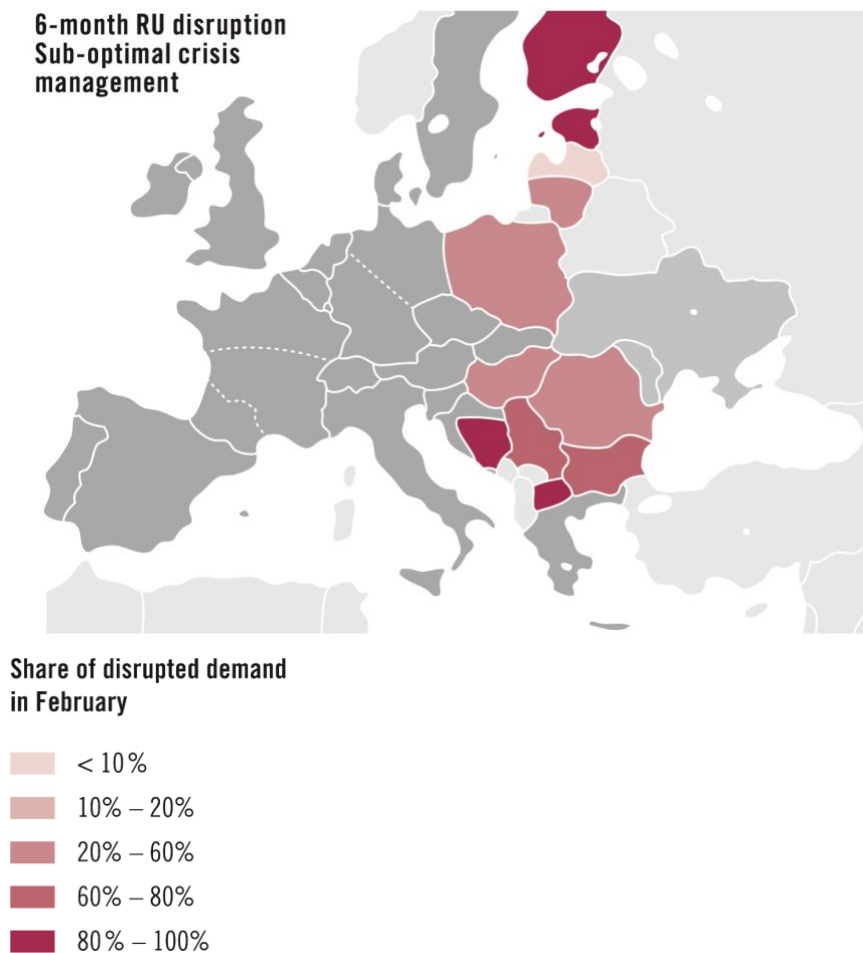 6-month RU disruption
Sub-optimal crisis
management
Share of disrupted demand
in February
< 10%
10% – 20%
20% – 60%
60% – 80%
80% – 100%